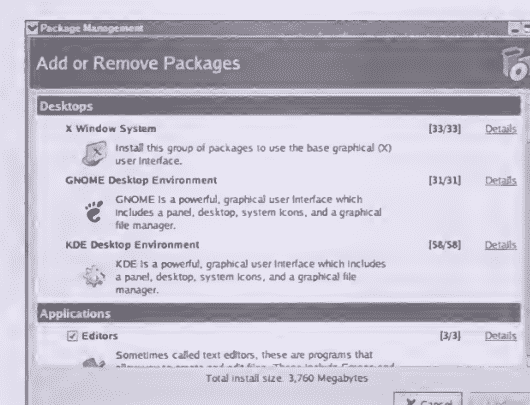 Package Management
Add or Remove Packages
Desktops
X Window System [33/33] Details
Install this group of packages to use the base graphical (X)
user interface.
GNOME Desktop Environment [31/31] Details
GNOME is a powerful, graphical user interface which
includes a panel, desktop, system icons, and a graphical
file manager.
KDE Desktop Environment [58/58] Details
KDE is a powerful, graphical user interface which includes
a panel, desktop, system icons, and a graphical file
manager.
Applications
Editors [3/3] Details
Sometimes called text editors, these are programs that
Total install size: 3,760 Megabytes
Cancel